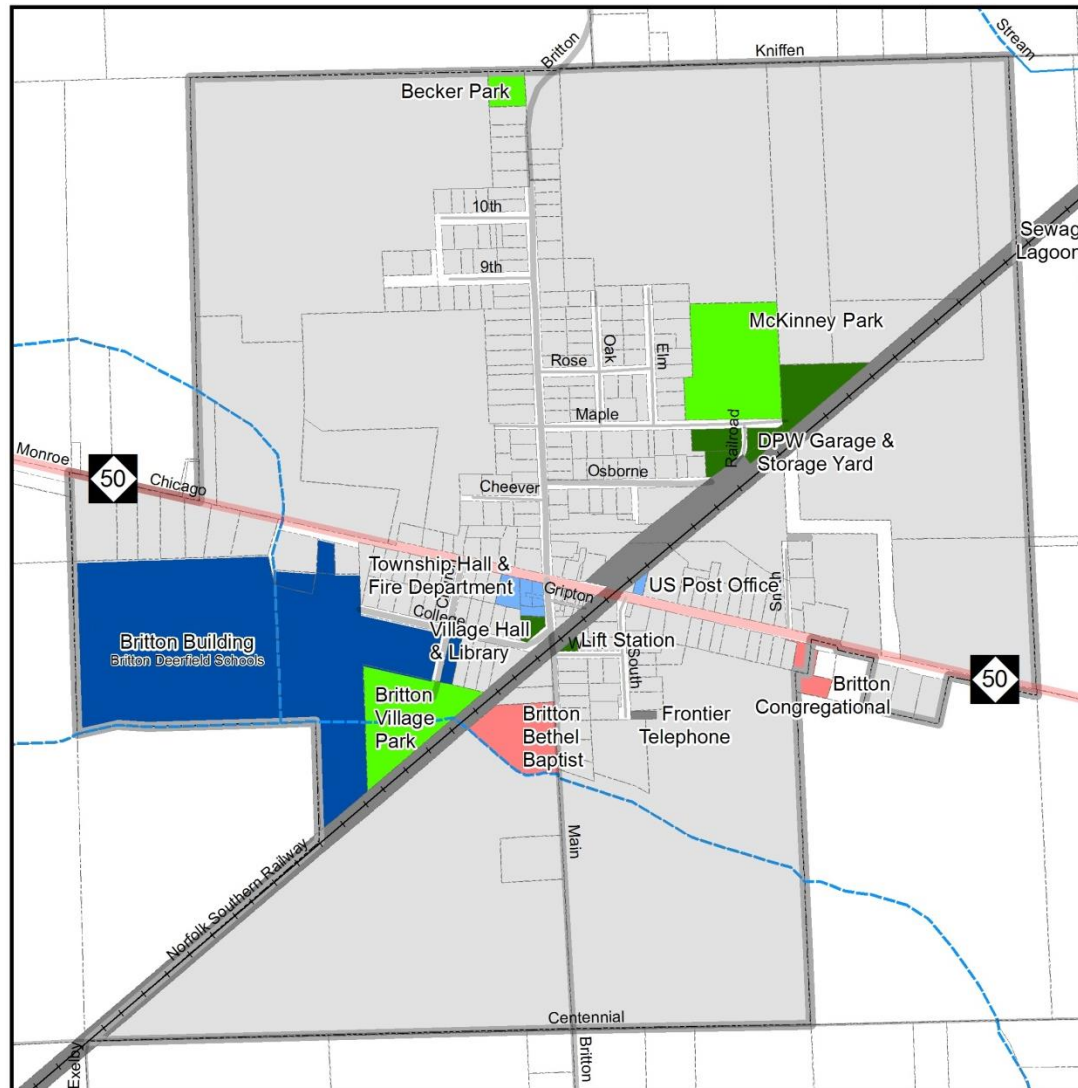 Stream
Britton
Kniffen
Becker Park
10th
9th
Sewag
Lagoon
McKinney Park
Rose
Oak
Elm
Maple
Railroad
DPW Garage &
Storage Yard
Osborne
Cheever
Monroe
50
Chicago
Township Hall &
Fire Department
Gripton
US Post Office
Smith
College
Village Hall
& Library
Lift Station
South
Britton Building
Britton Deerfield Schools
50
Britton
Congregational
Britton
Village
Park
Britton
Bethel
Baptist
Frontier
Telephone
Main
Norfolk Southern Railway
Centennial
Exelby
Britton